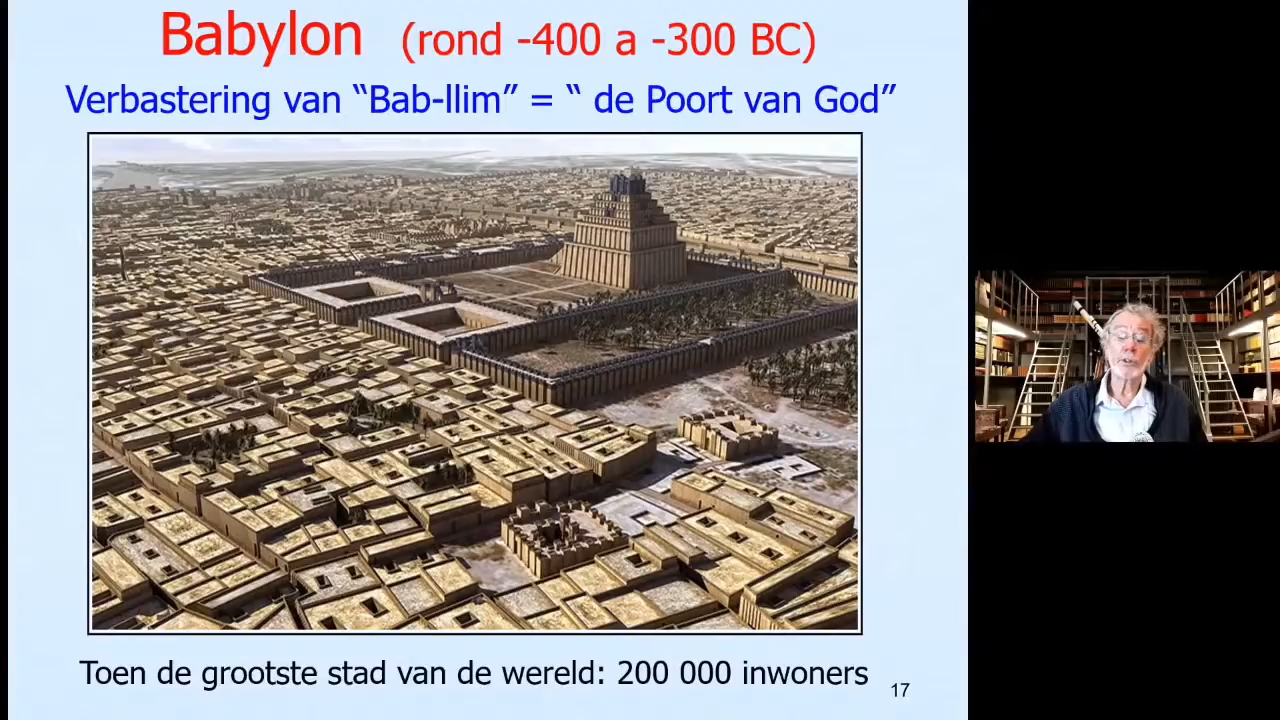 Babylon (rond -400 a -300 BC)
Verbastering van “Bab-llim” = “ de Poort van God”
Toen de grootste stad van de wereld: 200 000 inwoners
17